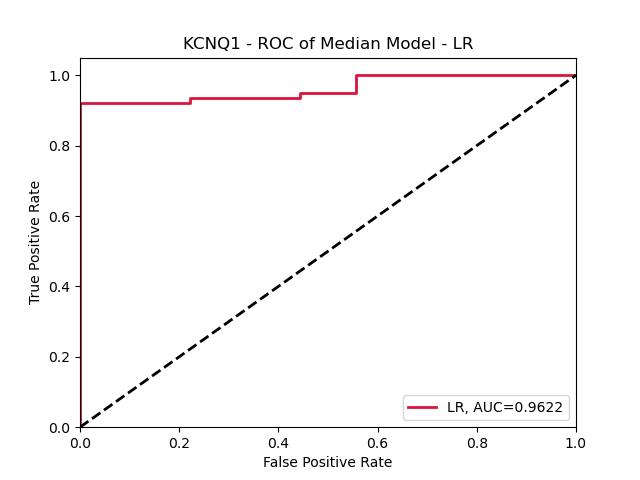 KCNQ1 - ROC of Median Model - LR
True Positive Rate
1.0
0.8
0.6
0.4
0.2
0.0
LR, AUC=0.9622
0.0 0.2 0.4 0.6 0.8 1.0
False Positive Rate